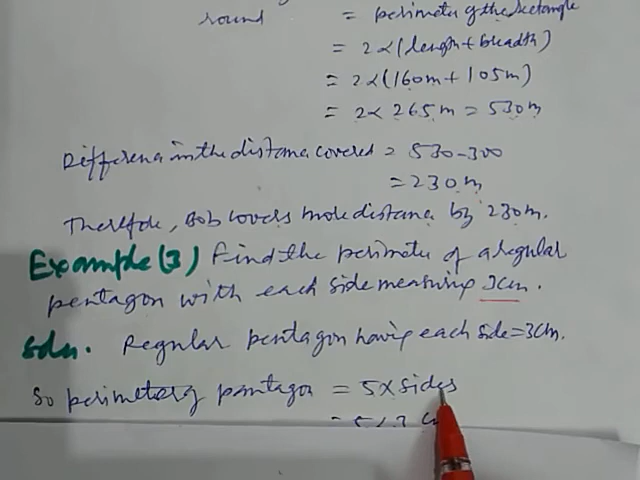 round = perimeter of the rectangle
= 2 × (length + breadth)
= 2 × (160m + 105m)
= 2 × 265 m = 530m
Difference in the distance covered = 530 - 300
= 230m
Therefore, Bob covers more distance by 230m.
Example (3) Find the perimeter of a regular
pentagon with each side measuring 3cm.
Soln. Regular pentagon having each side = 3cm.
So perimeter of pentagon = 5 × sides